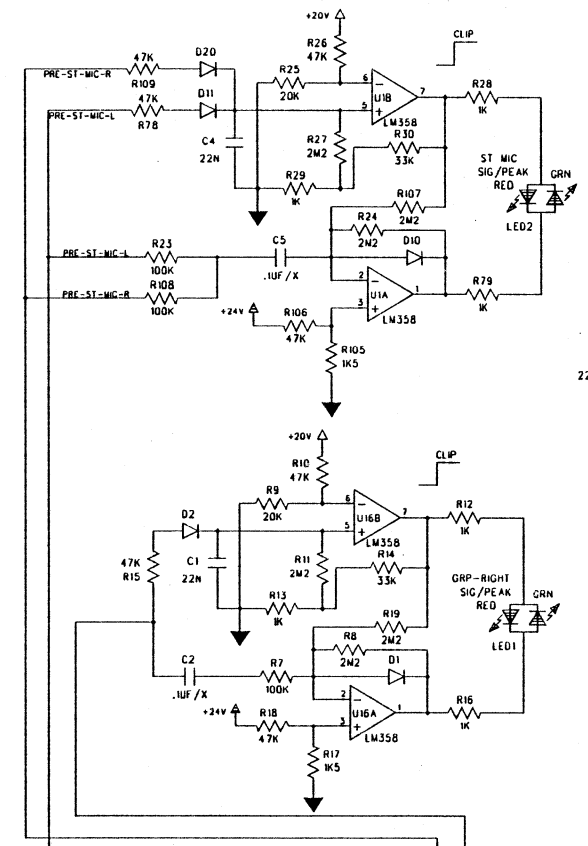 +20V
R26
47K
CLIP
47K
D20
PRE-ST-MIC-R
R109
R25
20K
6
-
7
U1B
5
+
LM358
R28
1K
47K
D11
PRE-ST-MIC-L
R78
C4
22N
R27
2M2
R30
33K
R29
1K
ST MIC
SIG/PEAK
RED
GRN
LED2
R107
2M2
R24
2M2
D10
C5
.1UF/X
PRE-ST-MIC-L
R23
100K
PRE-ST-MIC-R
R108
100K
2
-
U1A
1
3
+
LM358
R79
1K
+24V
R106
47K
R105
1K5
22
+20V
R10
47K
CLIP
R9
20K
D2
6
-
7
U16B
5
+
LM358
R12
1K
47K
R15
C1
22N
R11
2M2
R14
33K
R13
1K
GRP-RIGHT
SIG/PEAK
RED
GRN
LED1
R19
2M2
R8
2M2
D1
C2
.1UF/X
R7
100K
2
-
U16A
1
3
+
LM358
R16
1K
+24V
R18
47K
R17
1K5